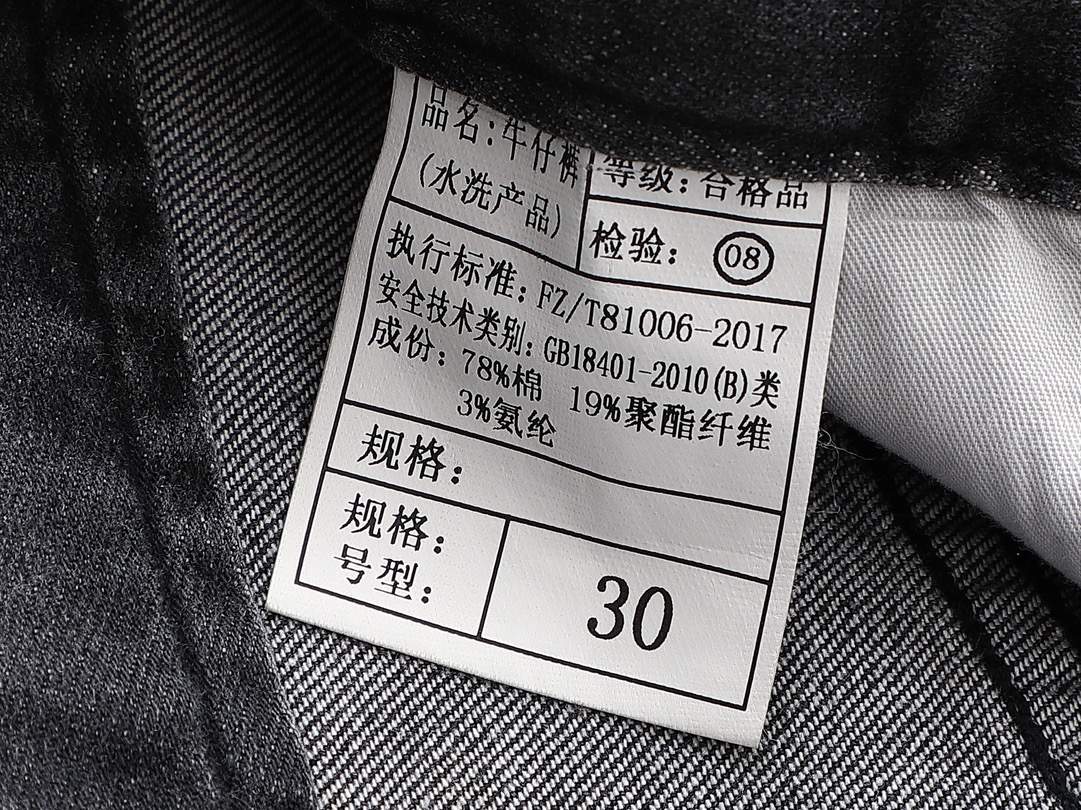 品名:牛仔裤
(水洗产品)
等级:合格品
检验: 08
执行标准:FZ/T81006-2017
安全技术类别:GB18401-2010(B)类
成份:78%棉 19%聚酯纤维
3%氨纶
规格:
规格:
号型:
30